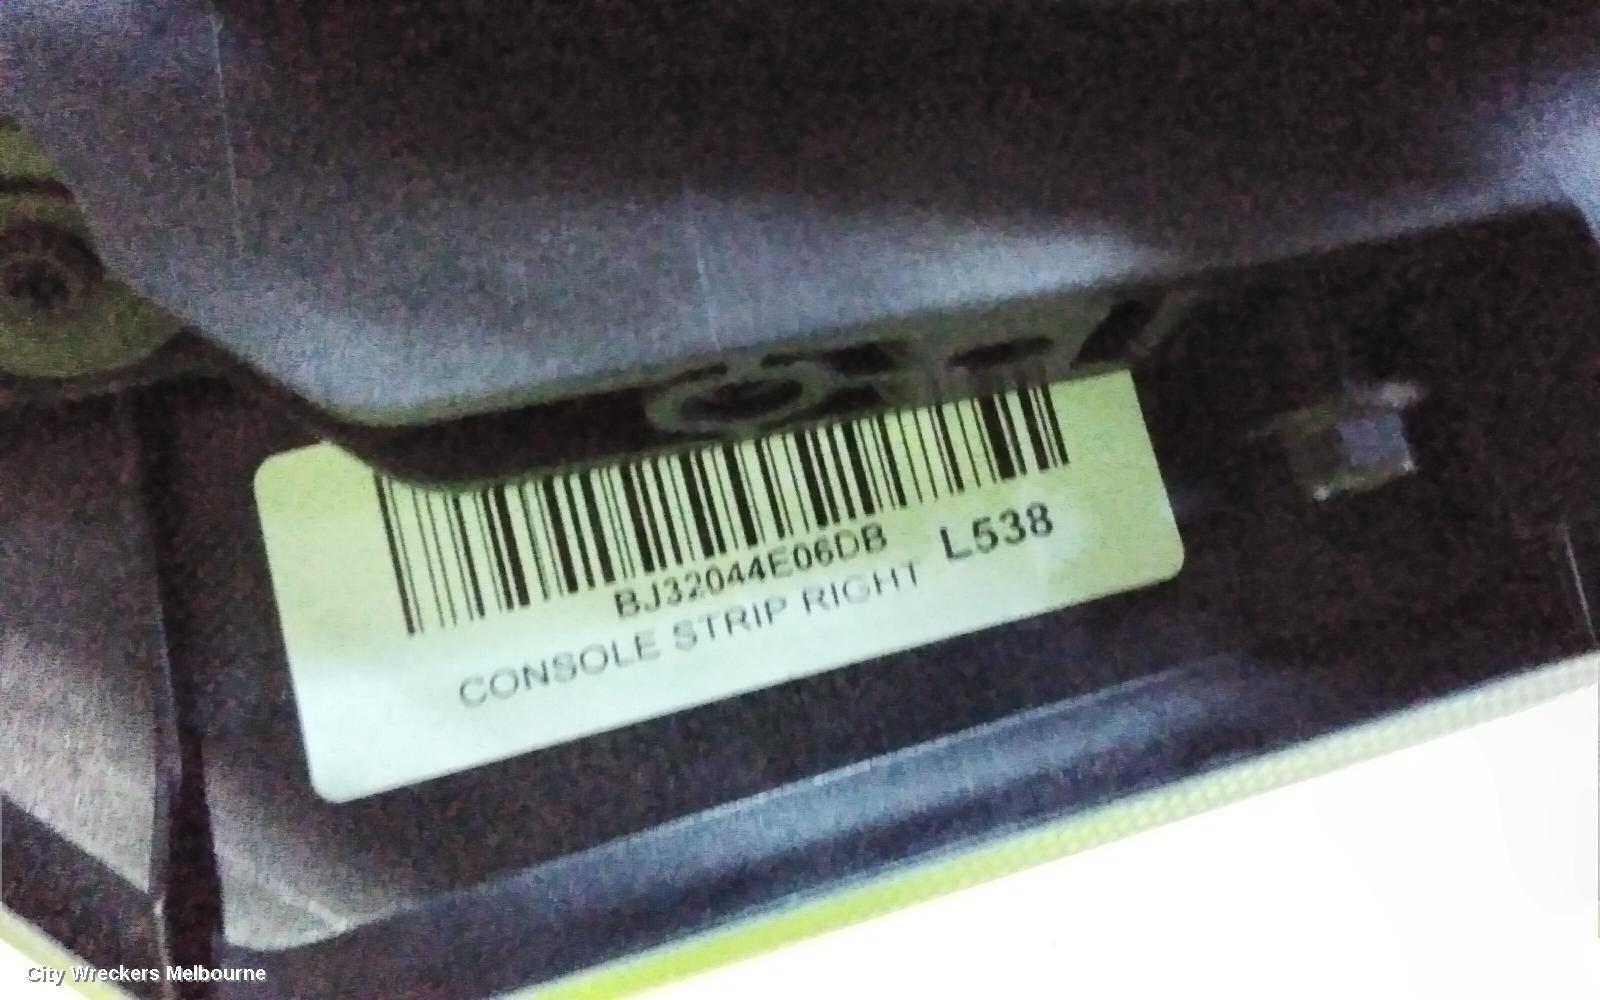 BJ32044E06DB L538
CONSOLE STRIP RIGHT
City Wreckers Melbourne